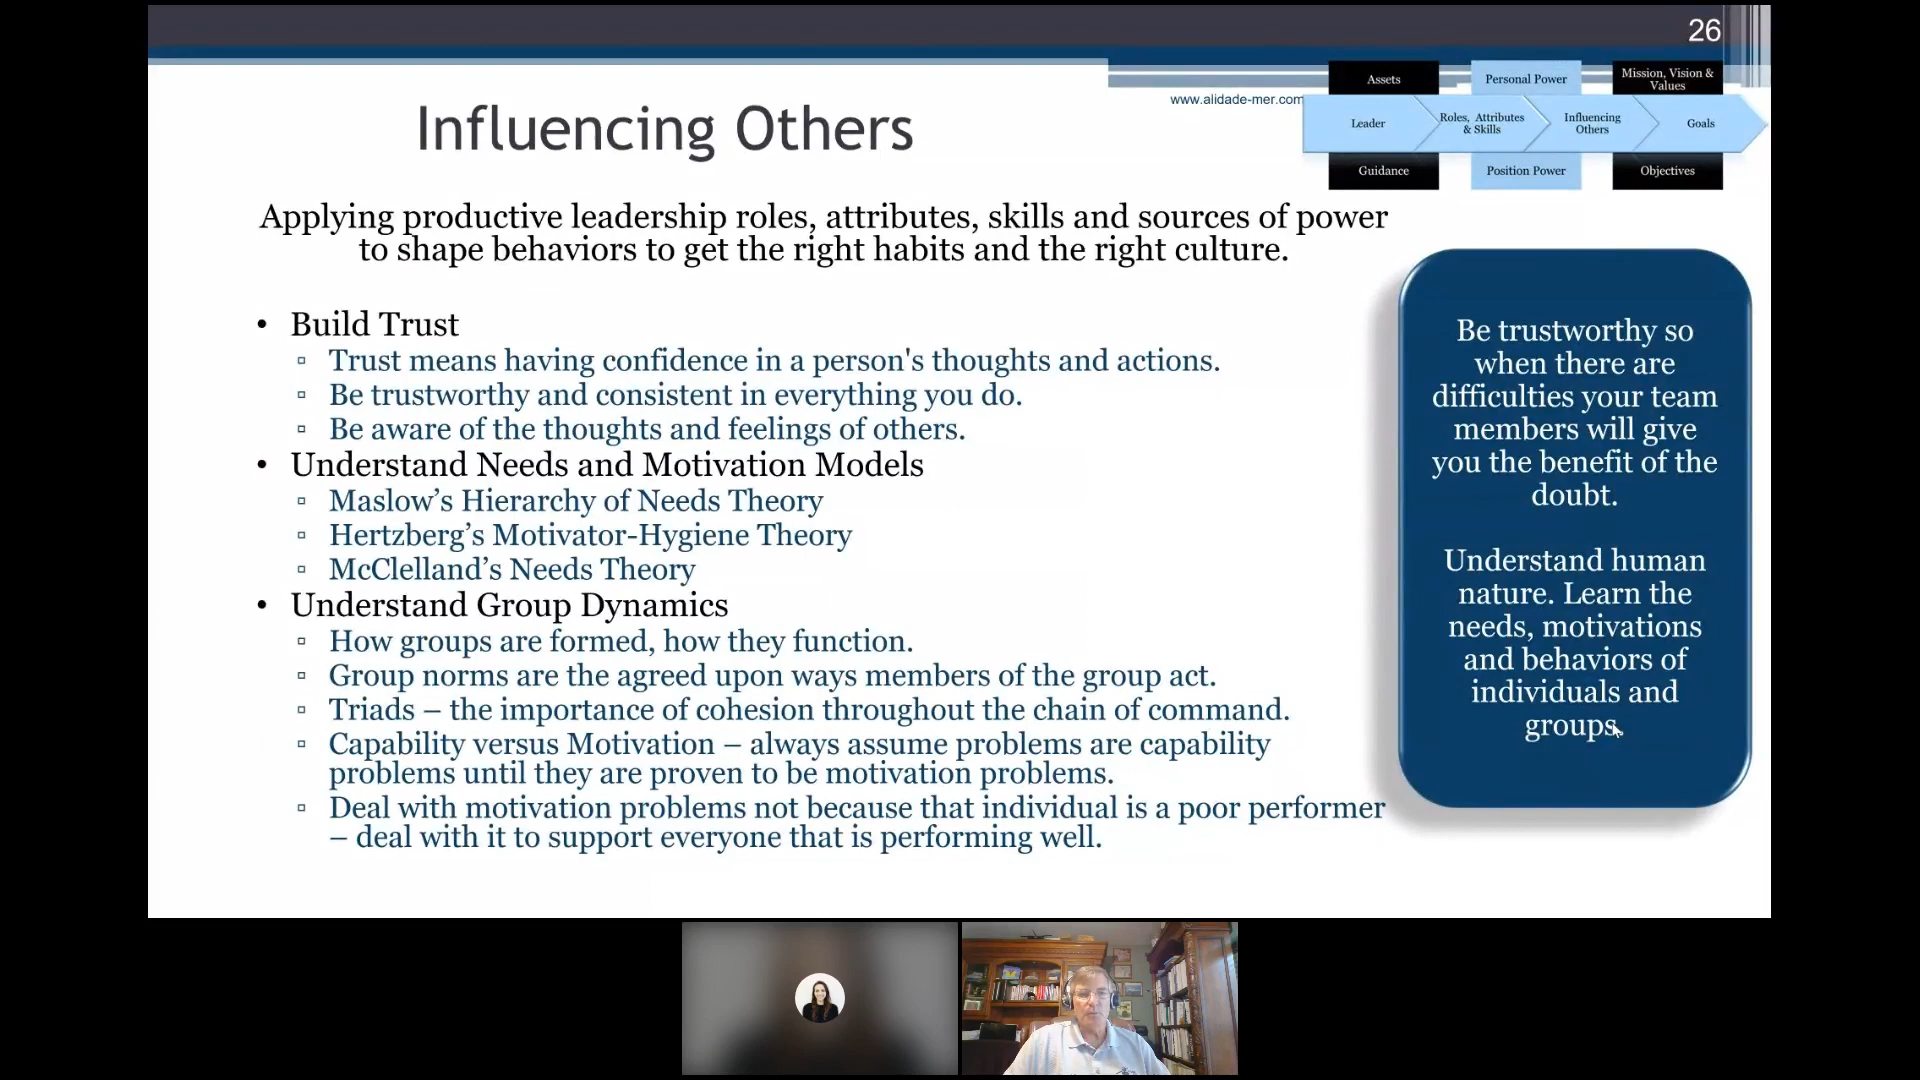 26
www.alidade-mer.com
Assets
Personal Power
Mission, Vision &
Values
Leader
Roles, Attributes
& Skills
Influencing
Others
Goals
Guidance
Position Power
Objectives
Influencing Others
Applying productive leadership roles, attributes, skills and sources of power
to shape behaviors to get the right habits and the right culture.
• Build Trust
▫ Trust means having confidence in a person's thoughts and actions.
▫ Be trustworthy and consistent in everything you do.
▫ Be aware of the thoughts and feelings of others.
• Understand Needs and Motivation Models
▫ Maslow’s Hierarchy of Needs Theory
▫ Hertzberg’s Motivator-Hygiene Theory
▫ McClelland’s Needs Theory
• Understand Group Dynamics
▫ How groups are formed, how they function.
▫ Group norms are the agreed upon ways members of the group act.
▫ Triads – the importance of cohesion throughout the chain of command.
▫ Capability versus Motivation – always assume problems are capability
problems until they are proven to be motivation problems.
▫ Deal with motivation problems not because that individual is a poor performer
– deal with it to support everyone that is performing well.
Be trustworthy so
when there are
difficulties your team
members will give
you the benefit of the
doubt.
Understand human
nature. Learn the
needs, motivations
and behaviors of
individuals and
groups.